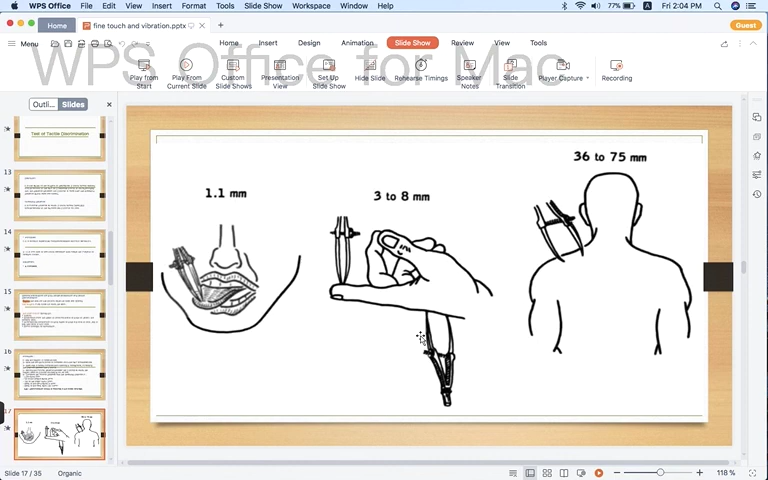 WPS Office File Edit View Insert Format Tools Slide Show Workspace Window Help 77% A Fri 2:04 PM
Home fine touch and vibration.pptx Guest
Menu Home Insert Design Animation Slide Show Review View Tools
WPS Office for Mac
Play from Start Play From Current Slide Custom Slide Shows Presentation View Set Up Slide Show Hide Slide Rehearse Timings Speaker Notes Slide Transition Player Capture Recording
Outli... Slides
Test of Tactile Discrimination
13
14
15
16
17
1.1 mm
3 to 8 mm
36 to 75 mm
Slide 17 / 35 Organic 118 %